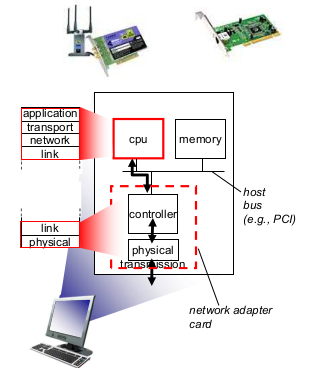 application
transport
network
link
cpu
memory
host
bus
(e.g., PCI)
controller
link
physical
physical
transmission
network adapter
card